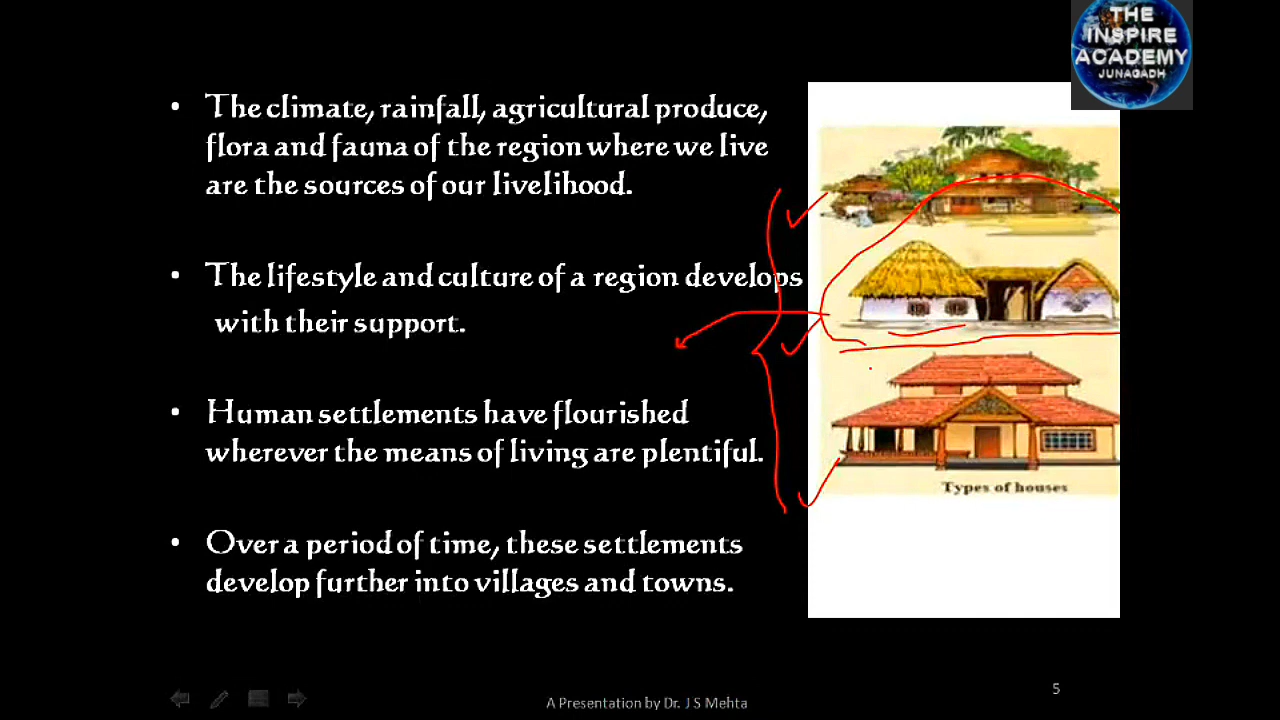 THE
INSPIRE
ACADEMY
JUNAGADH
• The climate, rainfall, agricultural produce,
flora and fauna of the region where we live
are the sources of our livelihood.
• The lifestyle and culture of a region develops
with their support.
• Human settlements have flourished
wherever the means of living are plentiful.
• Over a period of time, these settlements
develop further into villages and towns.
Types of houses
A Presentation by Dr. J S Mehta
5